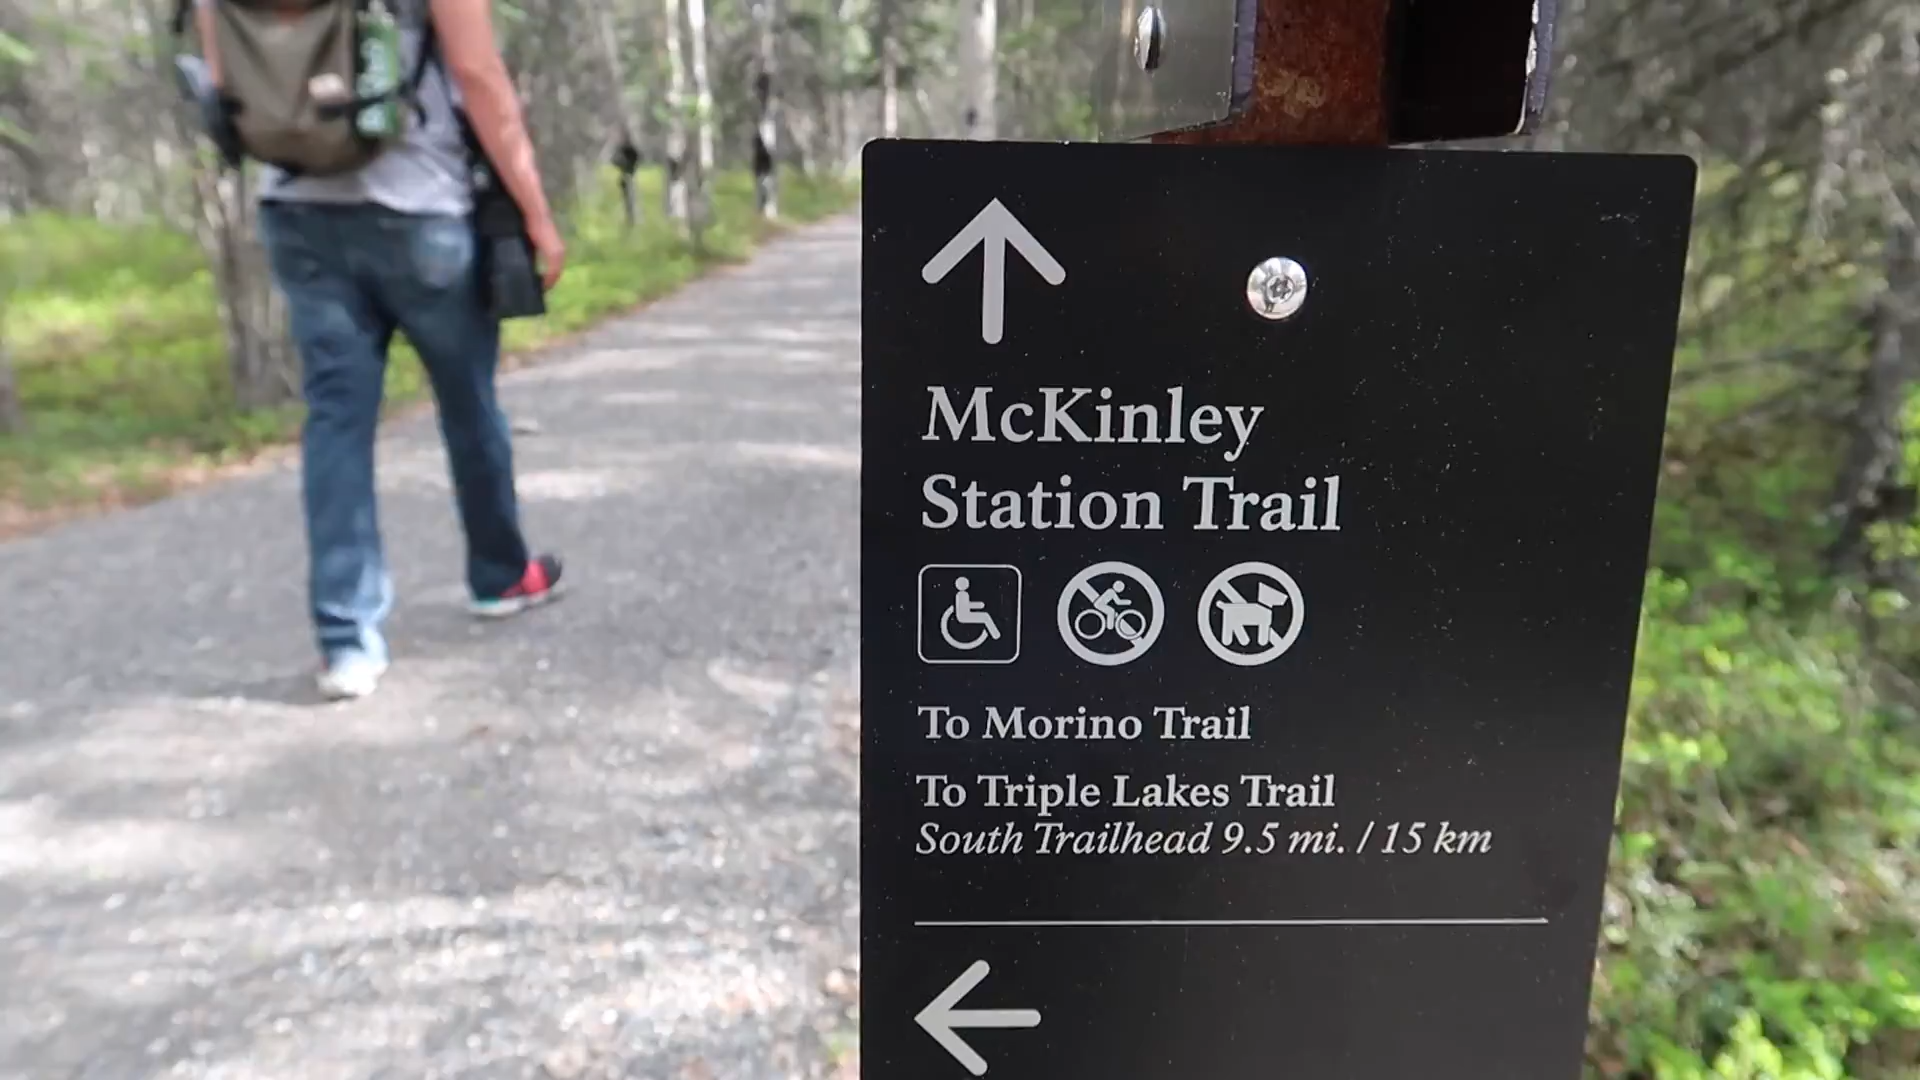 McKinley
Station Trail
To Morino Trail
To Triple Lakes Trail
South Trailhead 9.5 mi. / 15 km